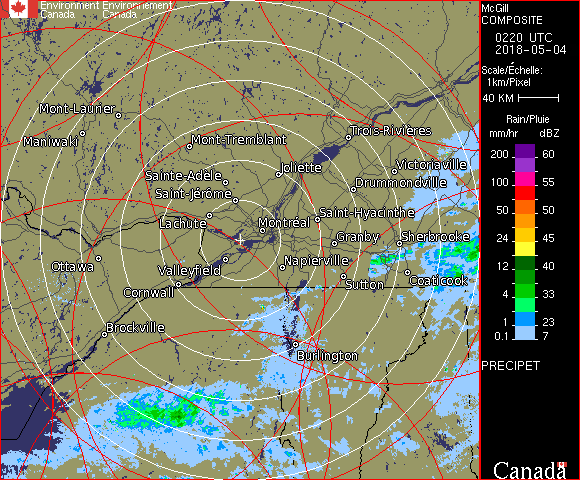 Environment Environnement
Canada Canada
McGill
COMPOSITE
0220 UTC
2018-05-04
Scale/Échelle:
1km/Pixel
40 KM
Rain/Pluie
mm/hr dBZ
200 60
192 57
100 55
50 50
24 45
12 40
4 33
1 23
0.1 7
PRECIPET
Canada
Mont-Laurier
Maniwaki
Mont-Tremblant
Trois-Rivières
Sainte-Adèle
Joliette
Victoriaville
Saint-Jérôme
Drummondville
Lachute
Montréal
Saint-Hyacinthe
Granby
Sherbrooke
Ottawa
Valleyfield
Napierville
Cornwall
Sutton
Coaticook
Brockville
Burlington